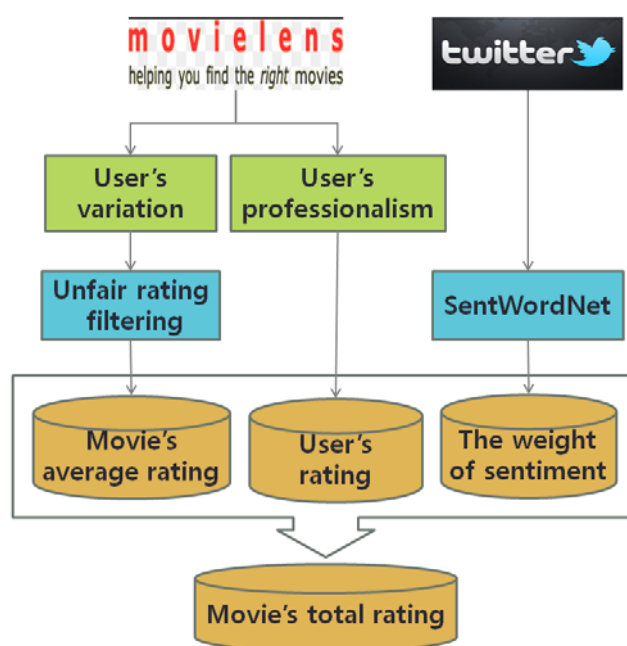 movielens
helping you find the right movies
twitter
User's
variation
User's
professionalism
Unfair rating
filtering
SentWordNet
Movie's
average rating
User's
rating
The weight
of sentiment
Movie's total rating